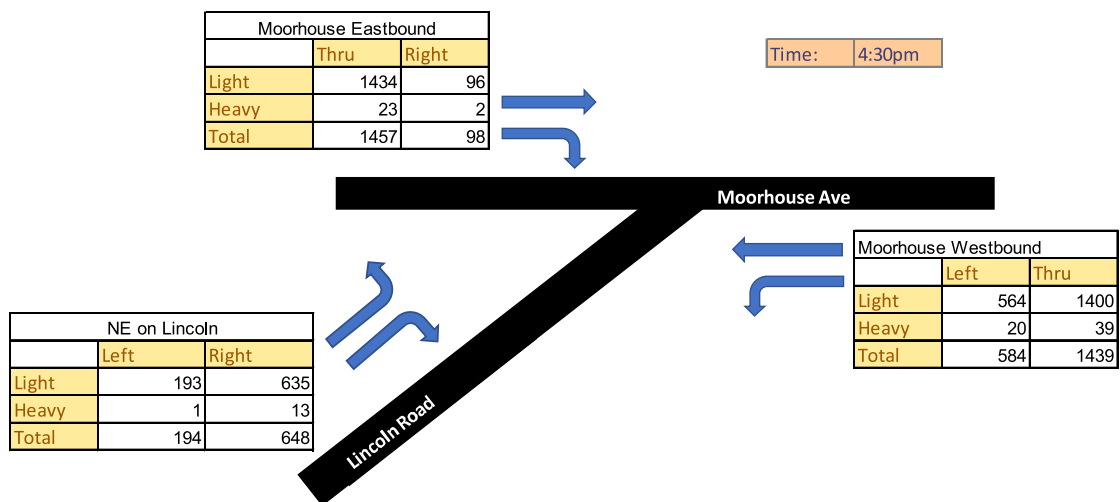 Moorhouse Eastbound
Thru Right
Light 1434 96
Heavy 23 2
Total 1457 98
Time: 4:30pm
Moorhouse Ave
Moorhouse Westbound
Left Thru
Light 564 1400
Heavy 20 39
Total 584 1439
NE on Lincoln
Left Right
Light 193 635
Heavy 1 13
Total 194 648
Lincoln Road